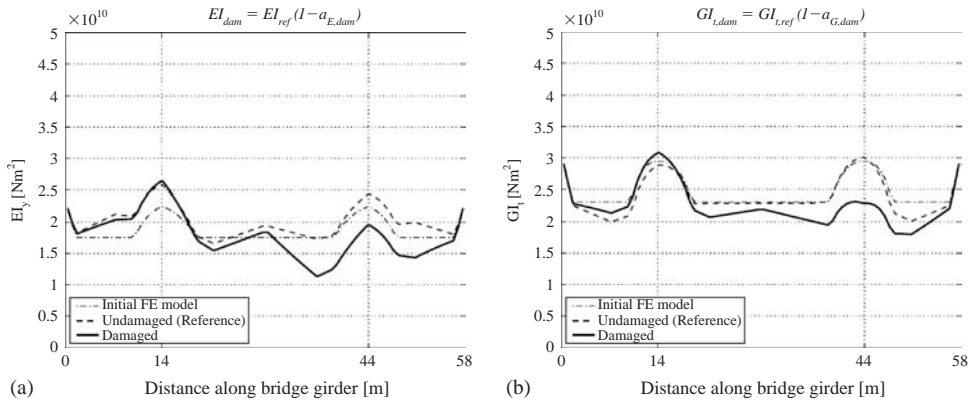 EI_dam = EI_ref (1-a_E,dam)
×10^10
5
4.5
4
3.5
3
2.5
2
1.5
1
0.5
0
EI_y [Nm^2]
Initial FE model
Undamaged (Reference)
Damaged
0 14 44 58
(a) Distance along bridge girder [m]
GI_t,dam = GI_t,ref (1-a_G,dam)
×10^10
5
4.5
4
3.5
3
2.5
2
1.5
1
0.5
0
GI_t [Nm^2]
Initial FE model
Undamaged (Reference)
Damaged
0 14 44 58
(b) Distance along bridge girder [m]